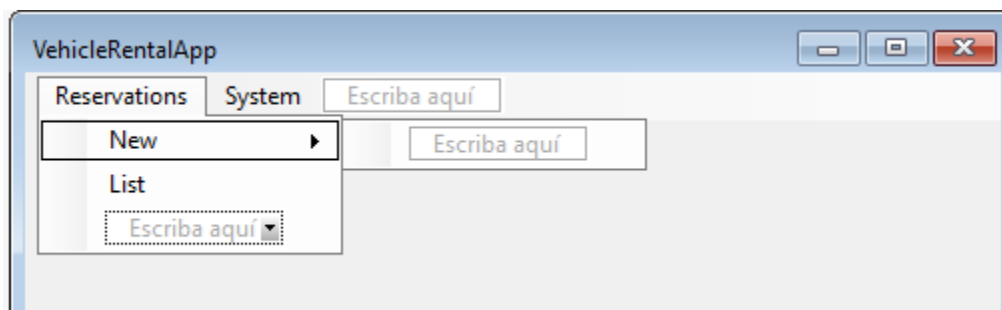 VehicleRentalApp
Reservations System Escriba aquí
New Escriba aquí
List
Escriba aquí